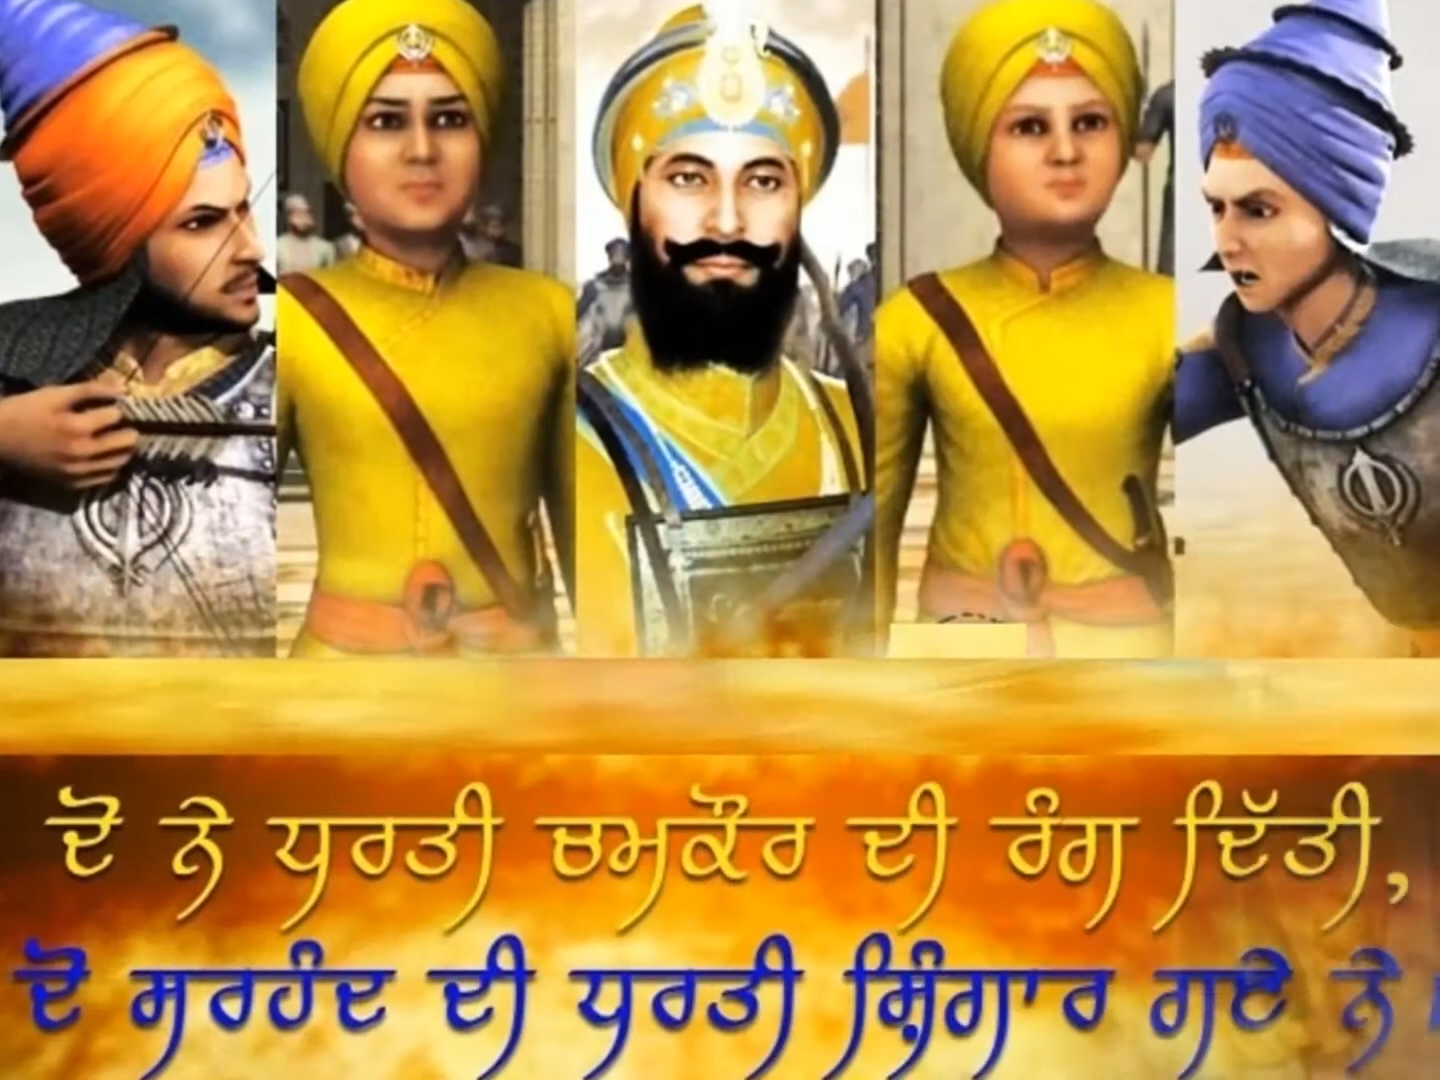 ਦੋ ਨੇ ਧਰਤੀ ਚਮਕੌਰ ਦੀ ਰੰਗ ਦਿੱਤੀ,
ਦੋ ਸਰਹੰਦ ਦੀ ਧਰਤੀ ਸ਼ਿੰਗਾਰ ਗਏ ਨੇ